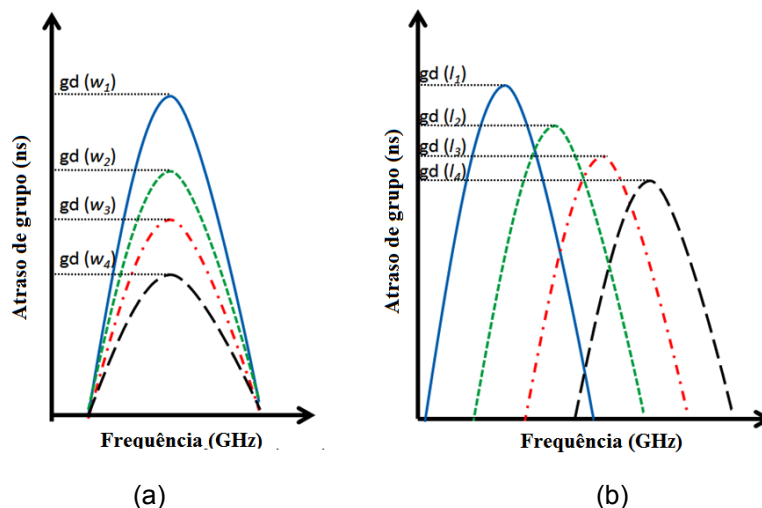 Atraso de grupo (ns)
gd (w1)
gd (w2)
gd (w3)
gd (w4)
Frequência (GHz)
(a)
Atraso de grupo (ns)
gd (l1)
gd (l2)
gd (l3)
gd (l4)
Frequência (GHz)
(b)